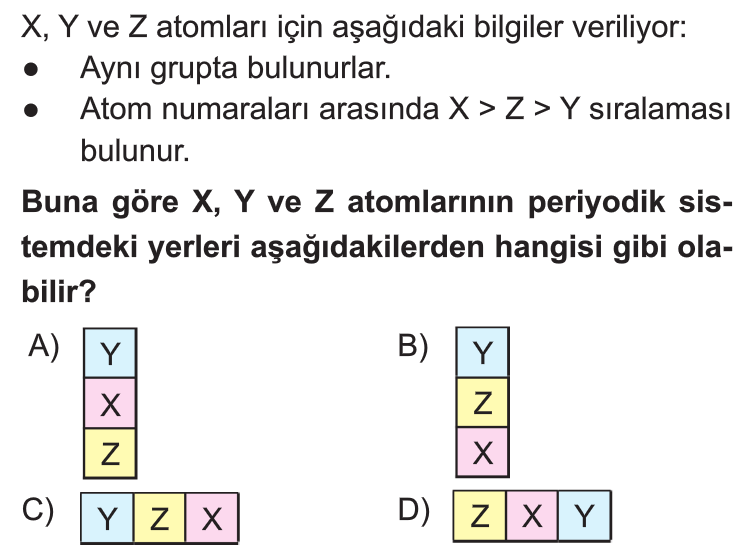 X, Y ve Z atomları için aşağıdaki bilgiler veriliyor:
● Aynı grupta bulunurlar.
● Atom numaraları arasında X > Z > Y sıralaması
bulunur.
Buna göre X, Y ve Z atomlarının periyodik sis-
temdeki yerleri aşağıdakilerden hangisi gibi ola-
bilir?
A) Y
X
Z
B) Y
Z
X
C) Y Z X
D) Z X Y